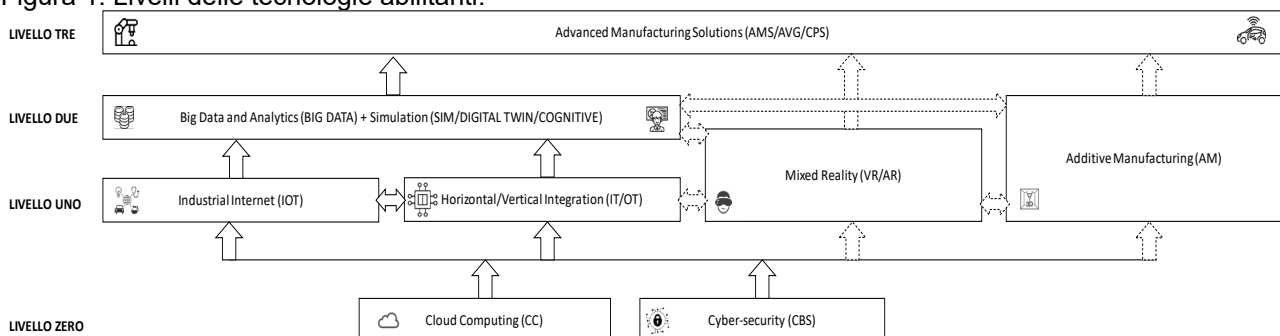 Figura 1. Livelli delle tecnologie abilitanti.
LIVELLO TRE
Advanced Manufacturing Solutions (AMS/AVG/CPS)
LIVELLO DUE
Big Data and Analytics (BIG DATA) + Simulation (SIM/DIGITAL TWIN/COGNITIVE)
Mixed Reality (VR/AR)
Additive Manufacturing (AM)
LIVELLO UNO
Industrial Internet (IOT)
Horizontal/Vertical Integration (IT/OT)
LIVELLO ZERO
Cloud Computing (CC)
Cyber-security (CBS)